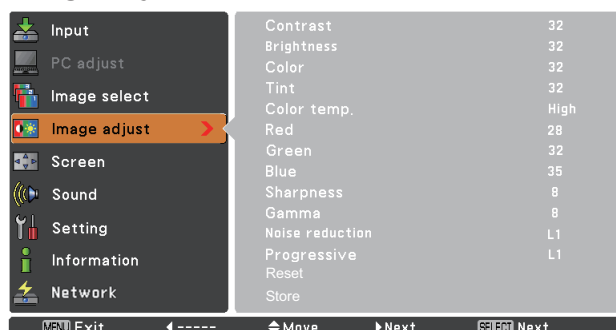 Input
PC adjust
Image select
Image adjust
Screen
Sound
Setting
Information
Network
Contrast 32
Brightness 32
Color 32
Tint 32
Color temp. High
Red 28
Green 32
Blue 35
Sharpness 8
Gamma 8
Noise reduction L1
Progressive L1
Reset
Store
MENU Exit ----- Move Next SELECT Next